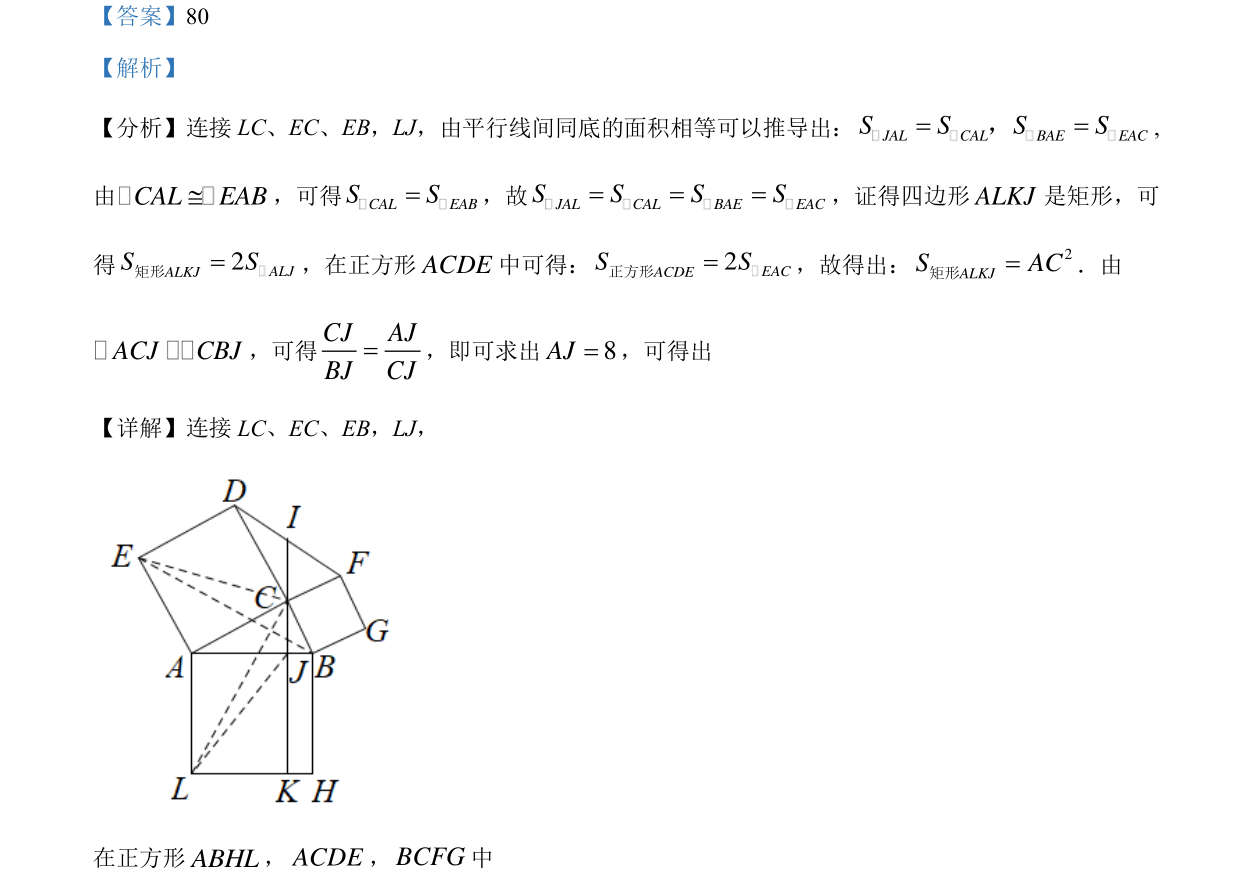 【答案】80
【解析】
【分析】连接 LC、EC、EB，LJ，由平行线间同底的面积相等可以推导出：S□JAL = S□CAL，S□BAE = S□EAC，
由□CAL≅□EAB，可得S□CAL = S□EAB，故S□JAL = S□CAL = S□BAE = S□EAC，证得四边形ALKJ是矩形，可
得S矩形ALKJ = 2S□ALJ，在正方形ACDE中可得：S正方形ACDE = 2S□EAC，故得出：S矩形ALKJ = AC²．由
□ACJ□□CBJ，可得CJ/BJ = AJ/CJ，即可求出AJ = 8，可得出
【详解】连接 LC、EC、EB，LJ，
D
I
E
F
C
G
A
J B
L
K H
在正方形ABHL，ACDE，BCFG中